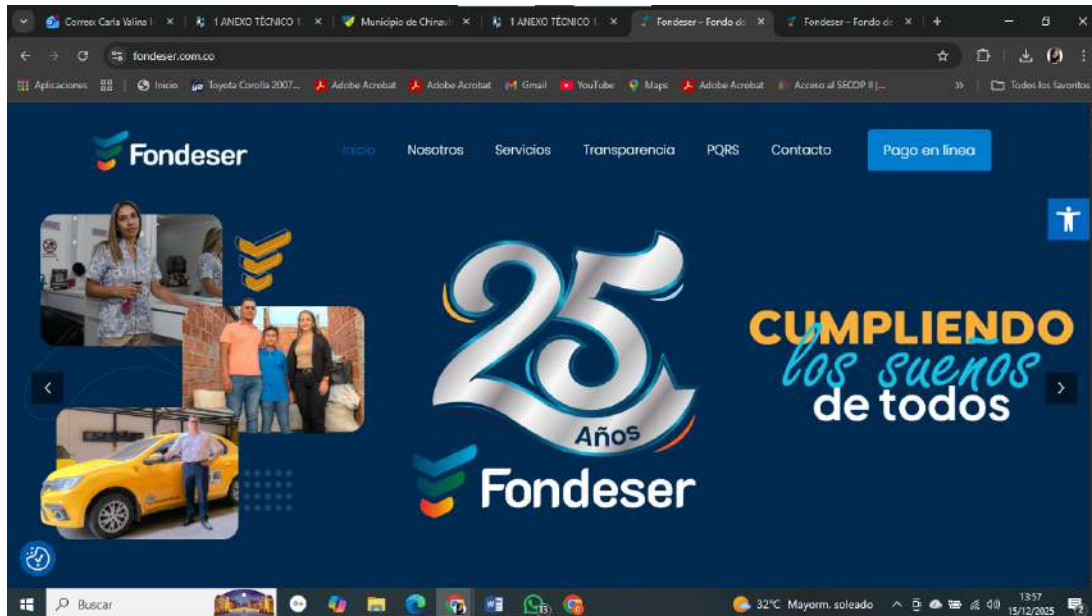 Correo: Carla Valina
1 ANEXO TÉCNICO 1.
Municipio de Chinavi
1 ANEXO TÉCNICO 1.
Fondeser – Fondo de
Fondeser – Fondo de
fondeser.com.co
Aplicaciones
Inicio
Toyota Corolla 2007...
Adobe Acrobat
Adobe Acrobat
Gmail
YouTube
Maps
Adobe Acrobat
Acceso al SECOP II |...
»
Todos los favoritos
Fondeser
Inicio
Nosotros
Servicios
Transparencia
PQRS
Contacto
Pago en línea
25
Años
Fondeser
CUMPLIENDO
los sueños
de todos
Buscar
32°C Mayorm. soleado
13:57
15/12/2025